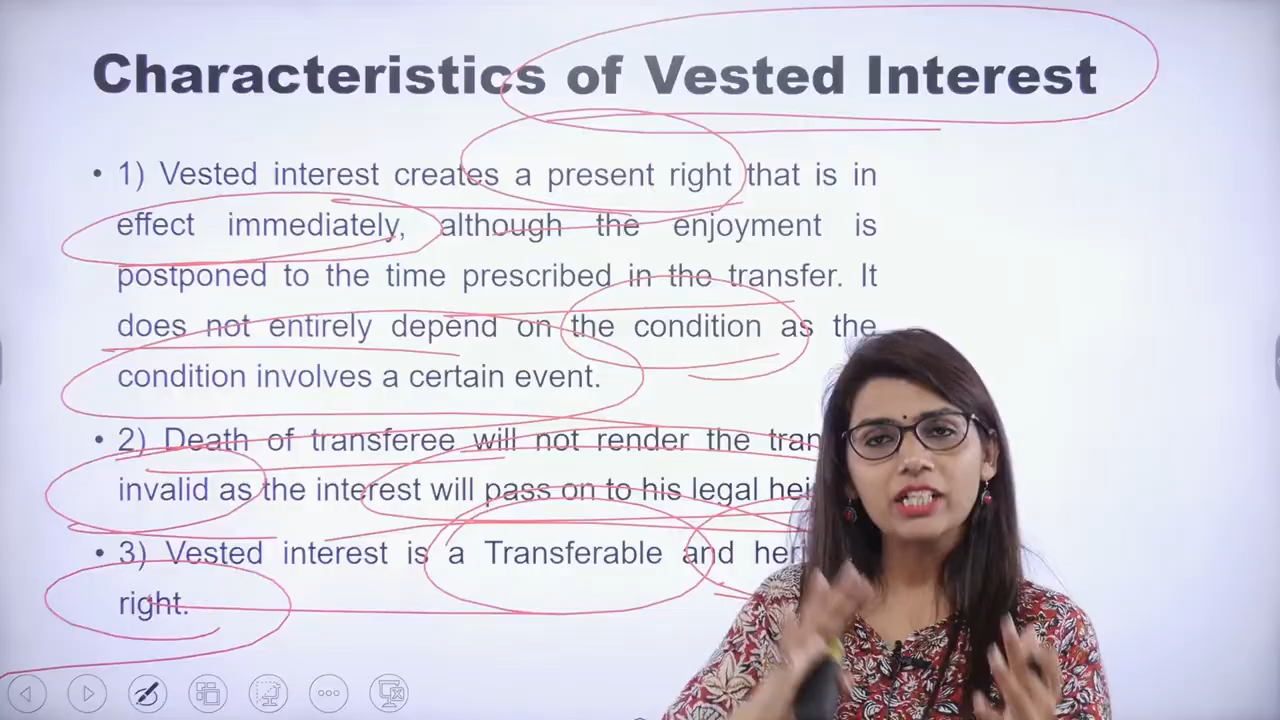 Characteristics of Vested Interest
• 1) Vested interest creates a present right that is in
effect immediately, although the enjoyment is
postponed to the time prescribed in the transfer. It
does not entirely depend on the condition as the
condition involves a certain event.
• 2) Death of transferee will not render the
invalid as the interest will pass on to his legal
• 3) Vested interest is a Transferable and
right.